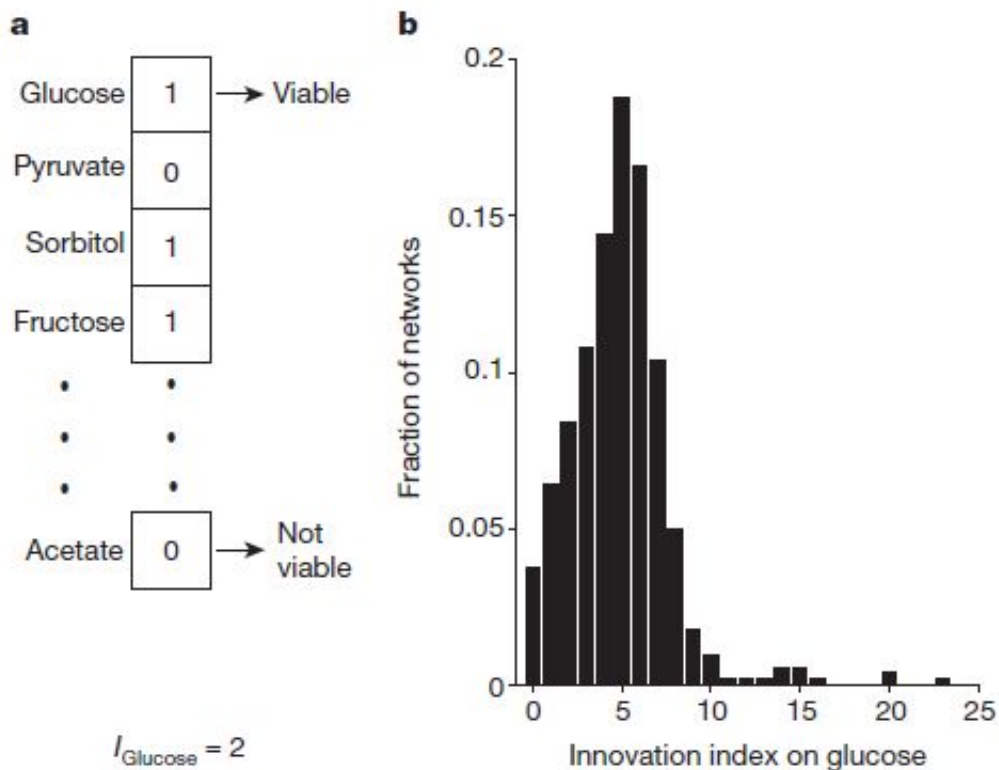 a
Glucose 1 Viable
Pyruvate 0
Sorbitol 1
Fructose 1
Acetate 0 Not viable
I Glucose = 2
b
Fraction of networks
0.2
0.15
0.1
0.05
0
0 5 10 15 20 25
Innovation index on glucose